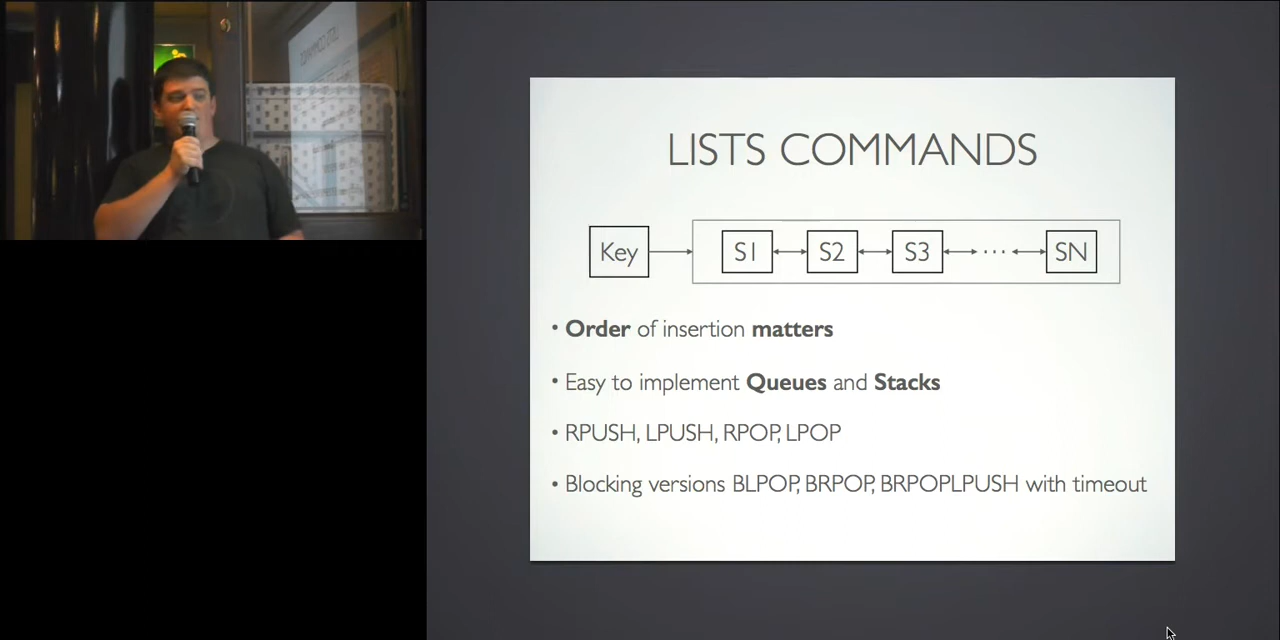 LISTS COMMANDS
Key S1 S2 S3 ... SN
• Order of insertion matters
• Easy to implement Queues and Stacks
• RPUSH, LPUSH, RPOP, LPOP
• Blocking versions BLPOP, BRPOP, BRPOPLPUSH with timeout